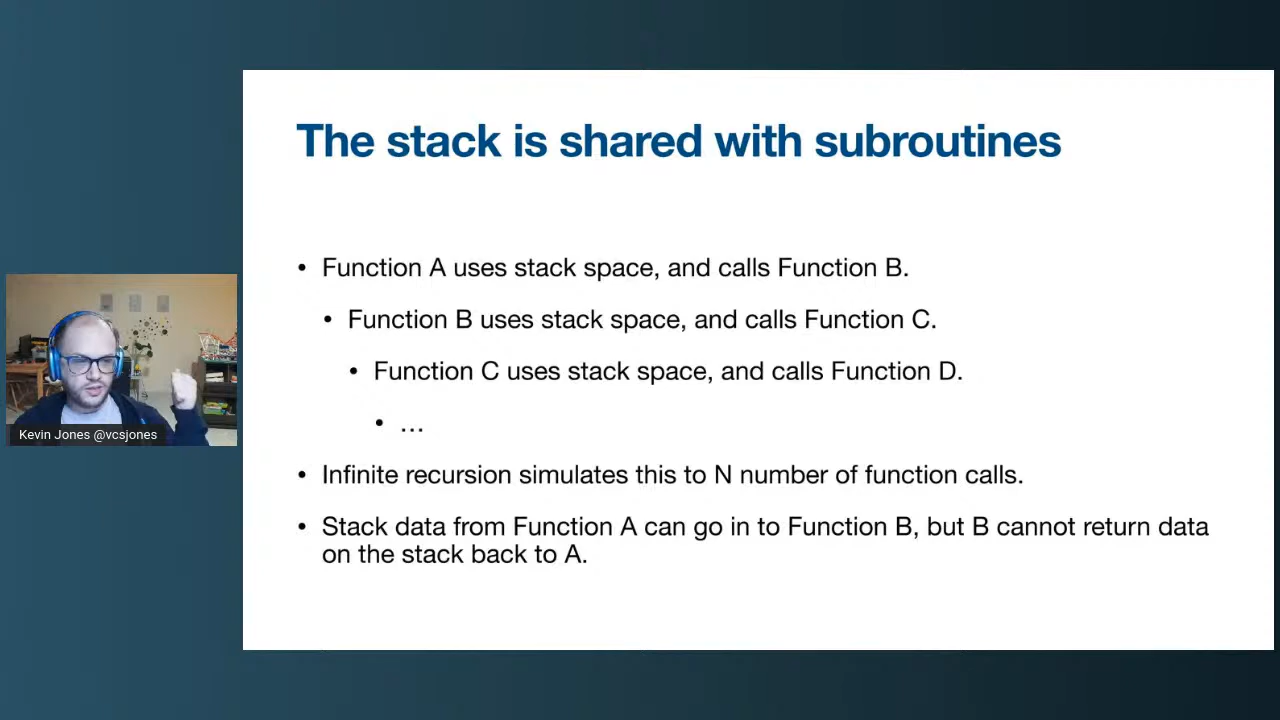 The stack is shared with subroutines
• Function A uses stack space, and calls Function B.
• Function B uses stack space, and calls Function C.
• Function C uses stack space, and calls Function D.
• ...
• Infinite recursion simulates this to N number of function calls.
• Stack data from Function A can go in to Function B, but B cannot return data
on the stack back to A.
Kevin Jones @vcsjones